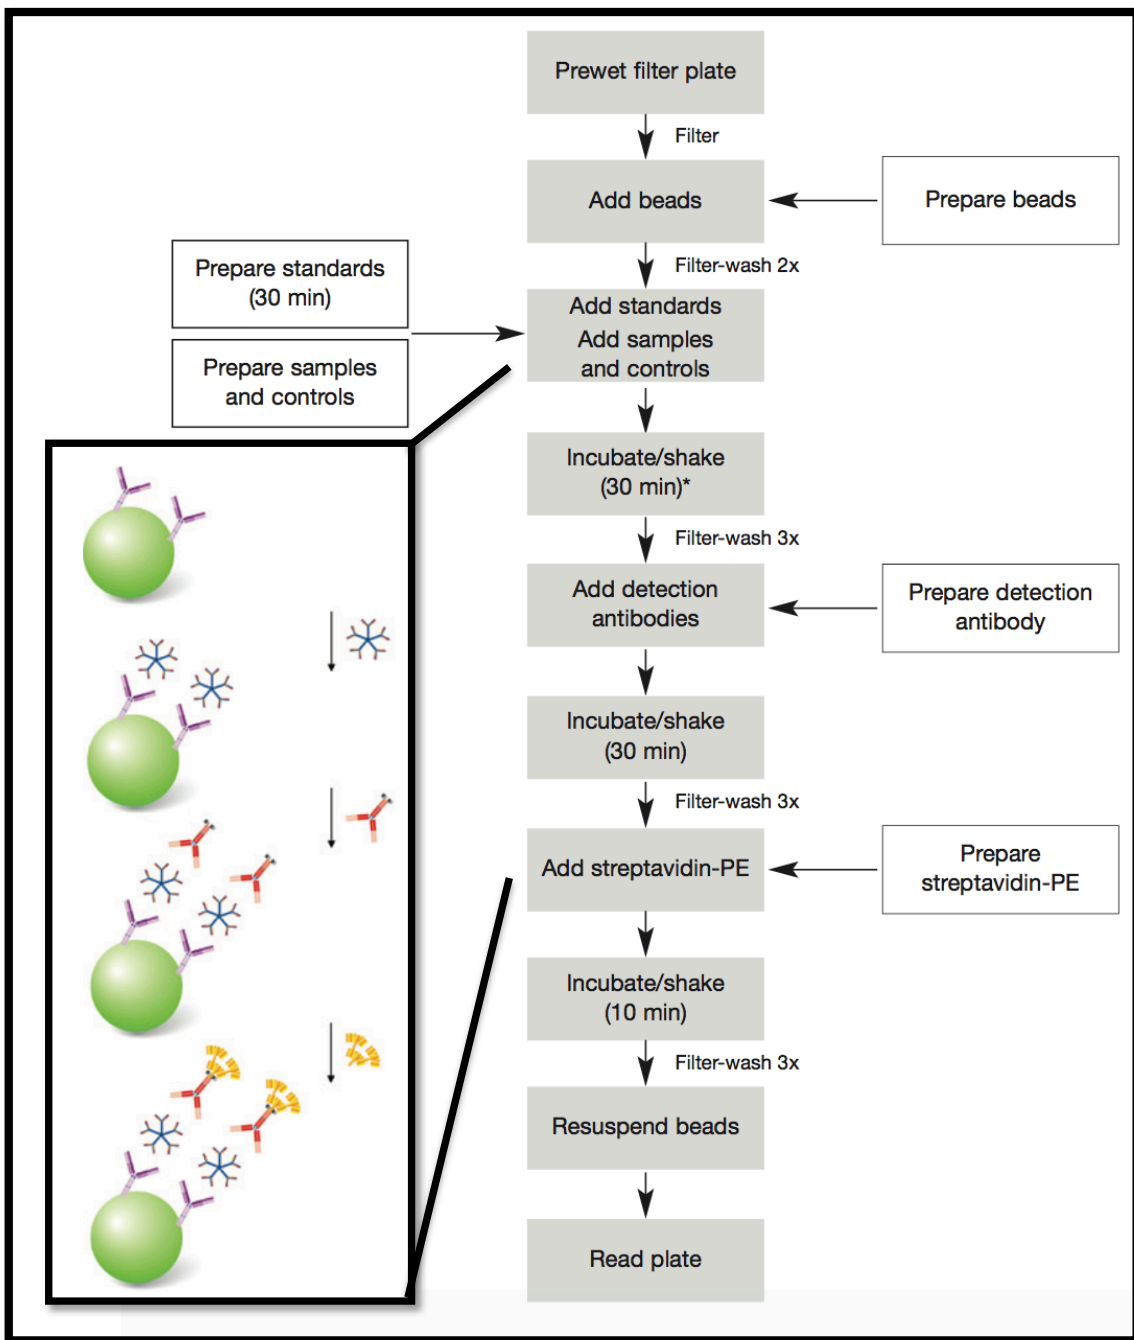 Prewet filter plate
Filter
Add beads
Prepare beads
Filter-wash 2x
Prepare standards
(30 min)
Prepare samples
and controls
Add standards
Add samples
and controls
Incubate/shake
(30 min)*
Filter-wash 3x
Add detection
antibodies
Prepare detection
antibody
Incubate/shake
(30 min)
Filter-wash 3x
Add streptavidin-PE
Prepare
streptavidin-PE
Incubate/shake
(10 min)
Filter-wash 3x
Resuspend beads
Read plate